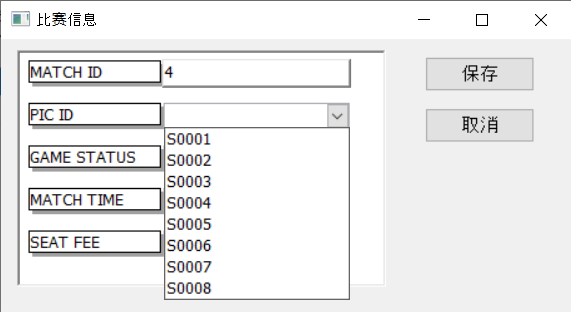 比赛信息
MATCH ID
4
保存
PIC ID
取消
S0001
GAME STATUS
S0002
S0003
MATCH TIME
S0004
S0005
SEAT FEE
S0006
S0007
S0008